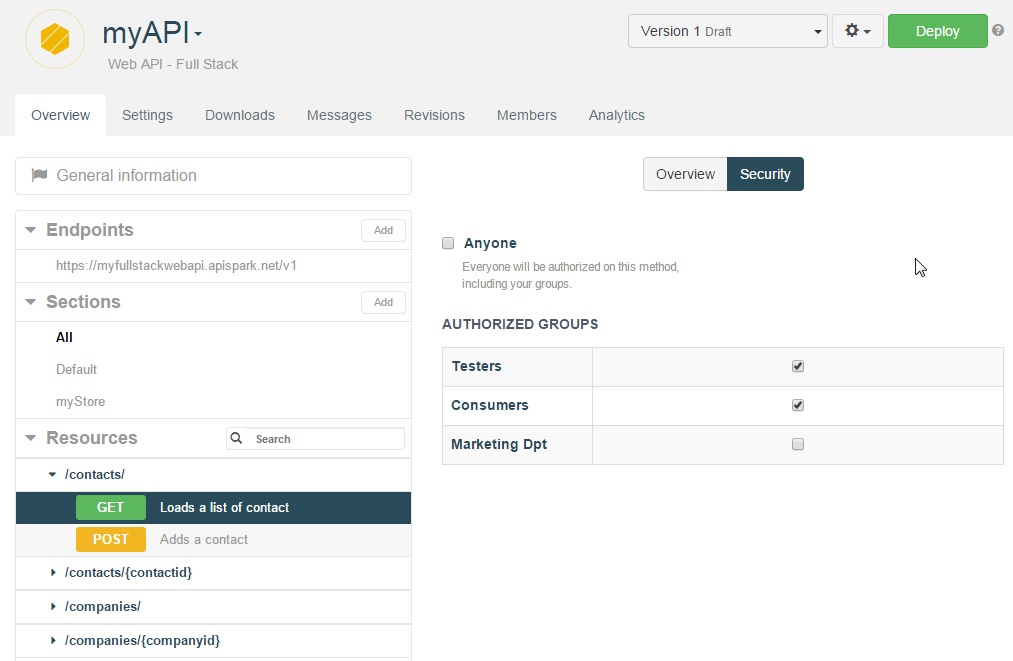 myAPI
Web API - Full Stack
Version 1 Draft
Deploy
Overview
Settings
Downloads
Messages
Revisions
Members
Analytics
General information
Endpoints
Add
https://myfullstackwebapi.apispark.net/v1
Sections
Add
All
Default
myStore
Resources
Search
/contacts/
GET Loads a list of contact
POST Adds a contact
/contacts/{contactid}
/companies/
/companies/{companyid}
Overview
Security
Anyone
Everyone will be authorized on this method,
including your groups.
AUTHORIZED GROUPS
Testers
Consumers
Marketing Dpt